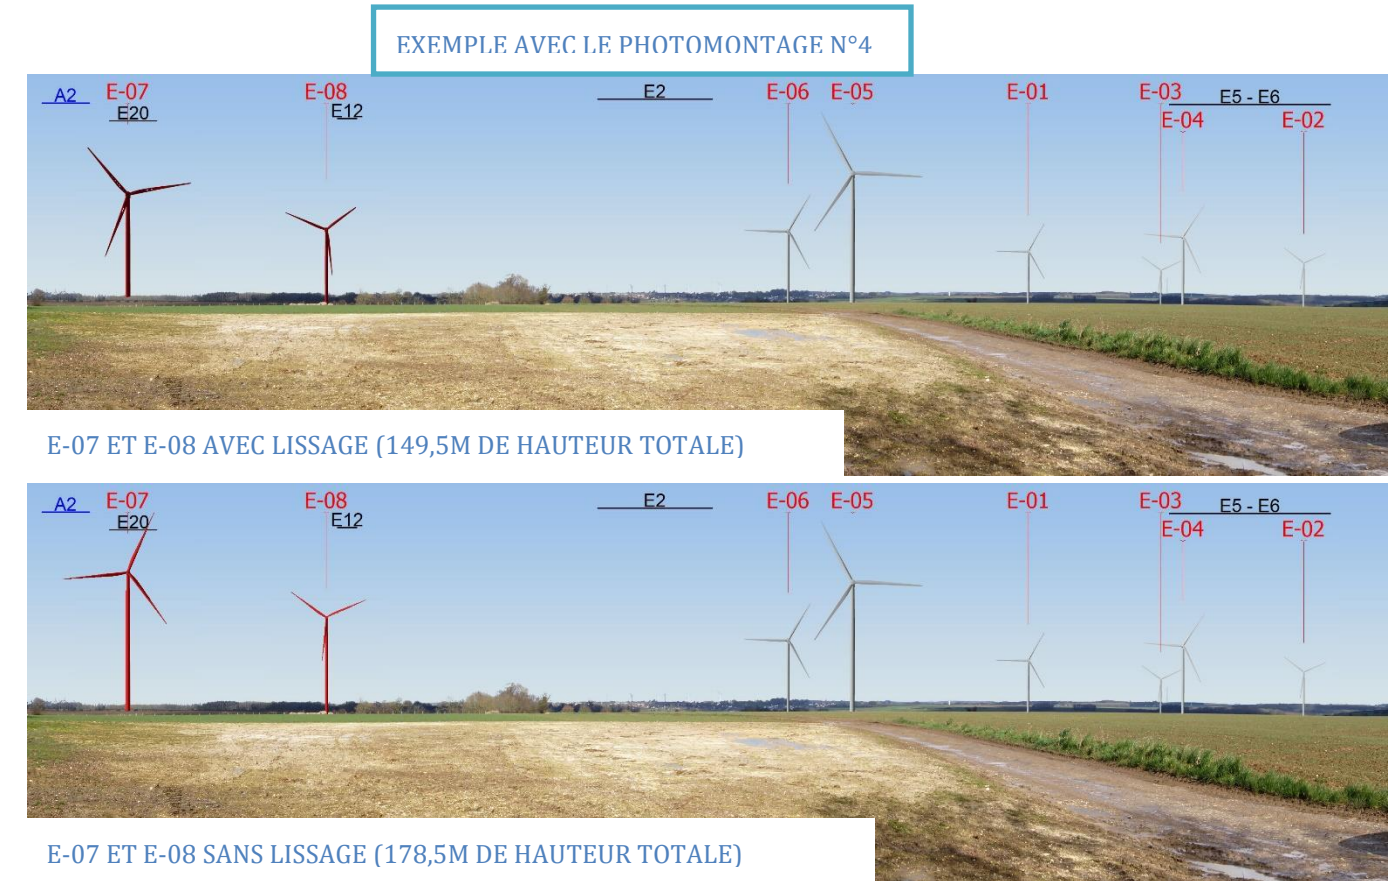 EXEMPLE AVEC LE PHOTOMONTAGE N°4
A2 E-07 E-08 E2 E-06 E-05 E-01 E-03 E5 - E6
E20 E12 E-04 E-02
E-07 ET E-08 AVEC LISSAGE (149,5M DE HAUTEUR TOTALE)
A2 E-07 E-08 E2 E-06 E-05 E-01 E-03 E5 - E6
E20 E12 E-04 E-02
E-07 ET E-08 SANS LISSAGE (178,5M DE HAUTEUR TOTALE)